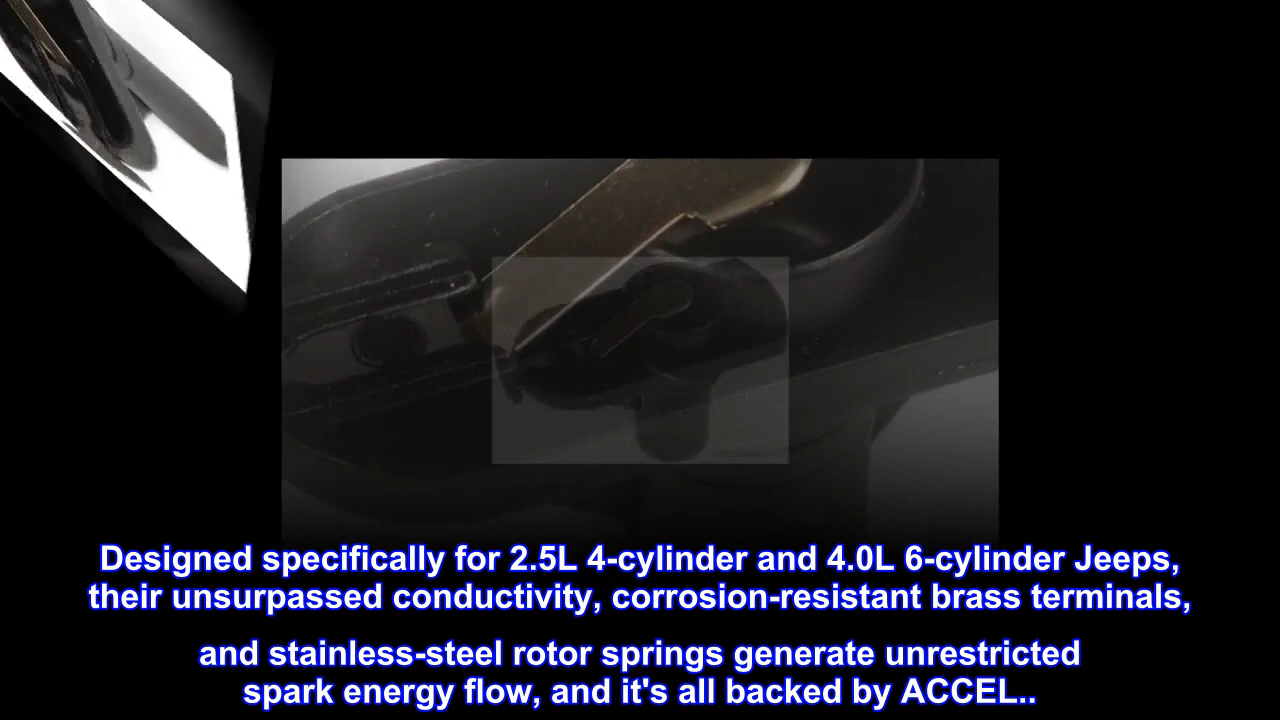 Designed specifically for 2.5L 4-cylinder and 4.0L 6-cylinder Jeeps,
their unsurpassed conductivity, corrosion-resistant brass terminals,
and stainless-steel rotor springs generate unrestricted
spark energy flow, and it's all backed by ACCEL..